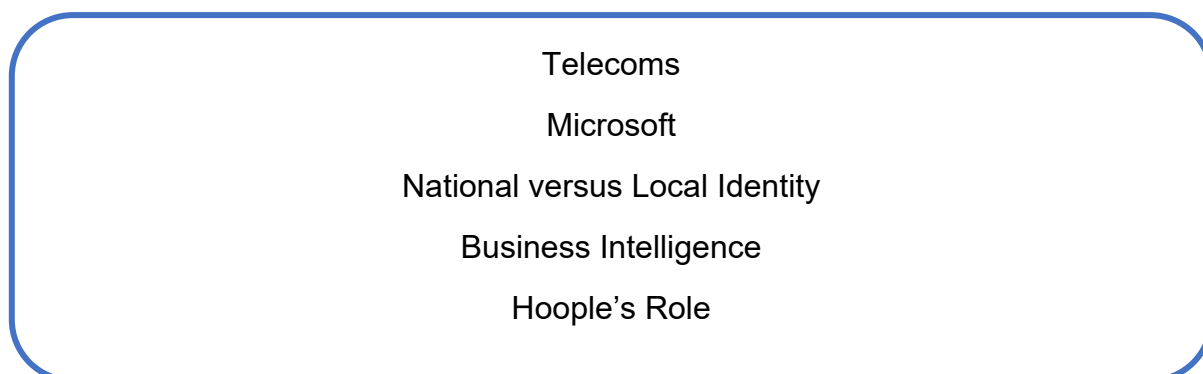 Telecoms
Microsoft
National versus Local Identity
Business Intelligence
Hoople’s Role